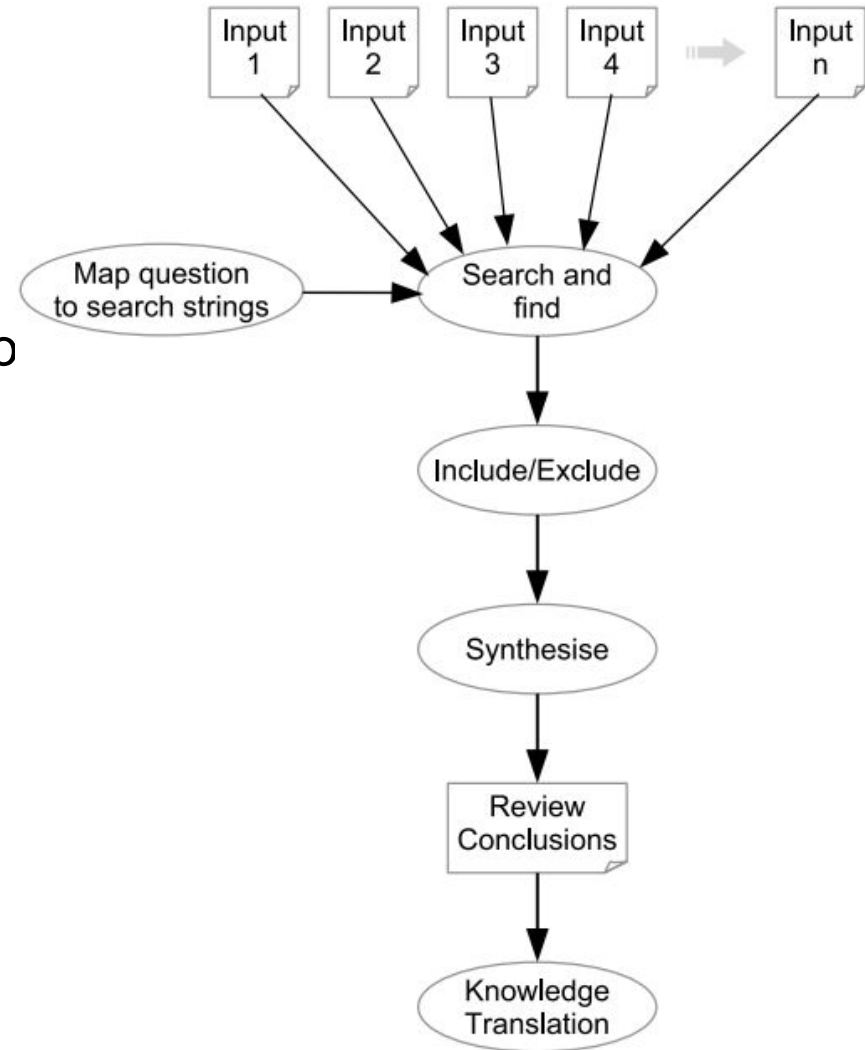 Input
1
Input
2
Input
3
Input
4
Input
n
Map question
to search strings
Search and
find
Include/Exclude
Synthesise
Review
Conclusions
Knowledge
Translation